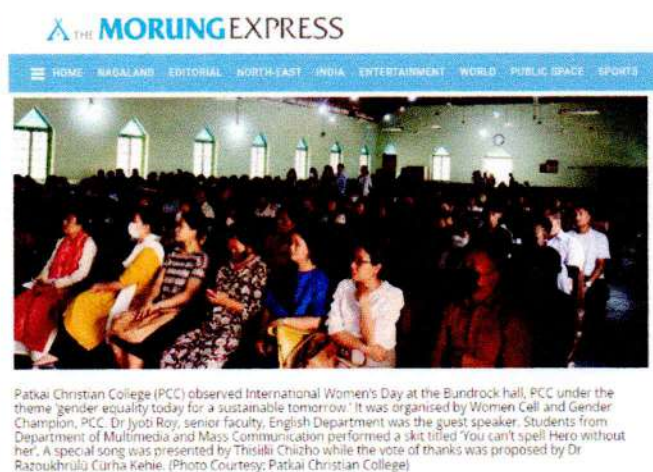 THE MORUNGEXPRESS
HOME NAGALAND EDITORIAL NORTH-EAST INDIA ENTERTAINMENT WORLD PUBLIC SPACE SPORTS
Patkai Christian College (PCC) observed International Women's Day at the Bundrock hall, PCC under the
theme 'gender equality today for a sustainable tomorrow.' It was organised by Women Cell and Gender
Champion, PCC. Dr Jyoti Roy, senior faculty, English Department was the guest speaker. Students from
Department of Multimedia and Mass Communication performed a skit titled 'You can't spell Hero without
her'. A special song was presented by Thisiiki Chiizho while the vote of thanks was proposed by Dr
Razoukhrülü Cürha Kehie. (Photo Courtesy: Patkai Christian College)